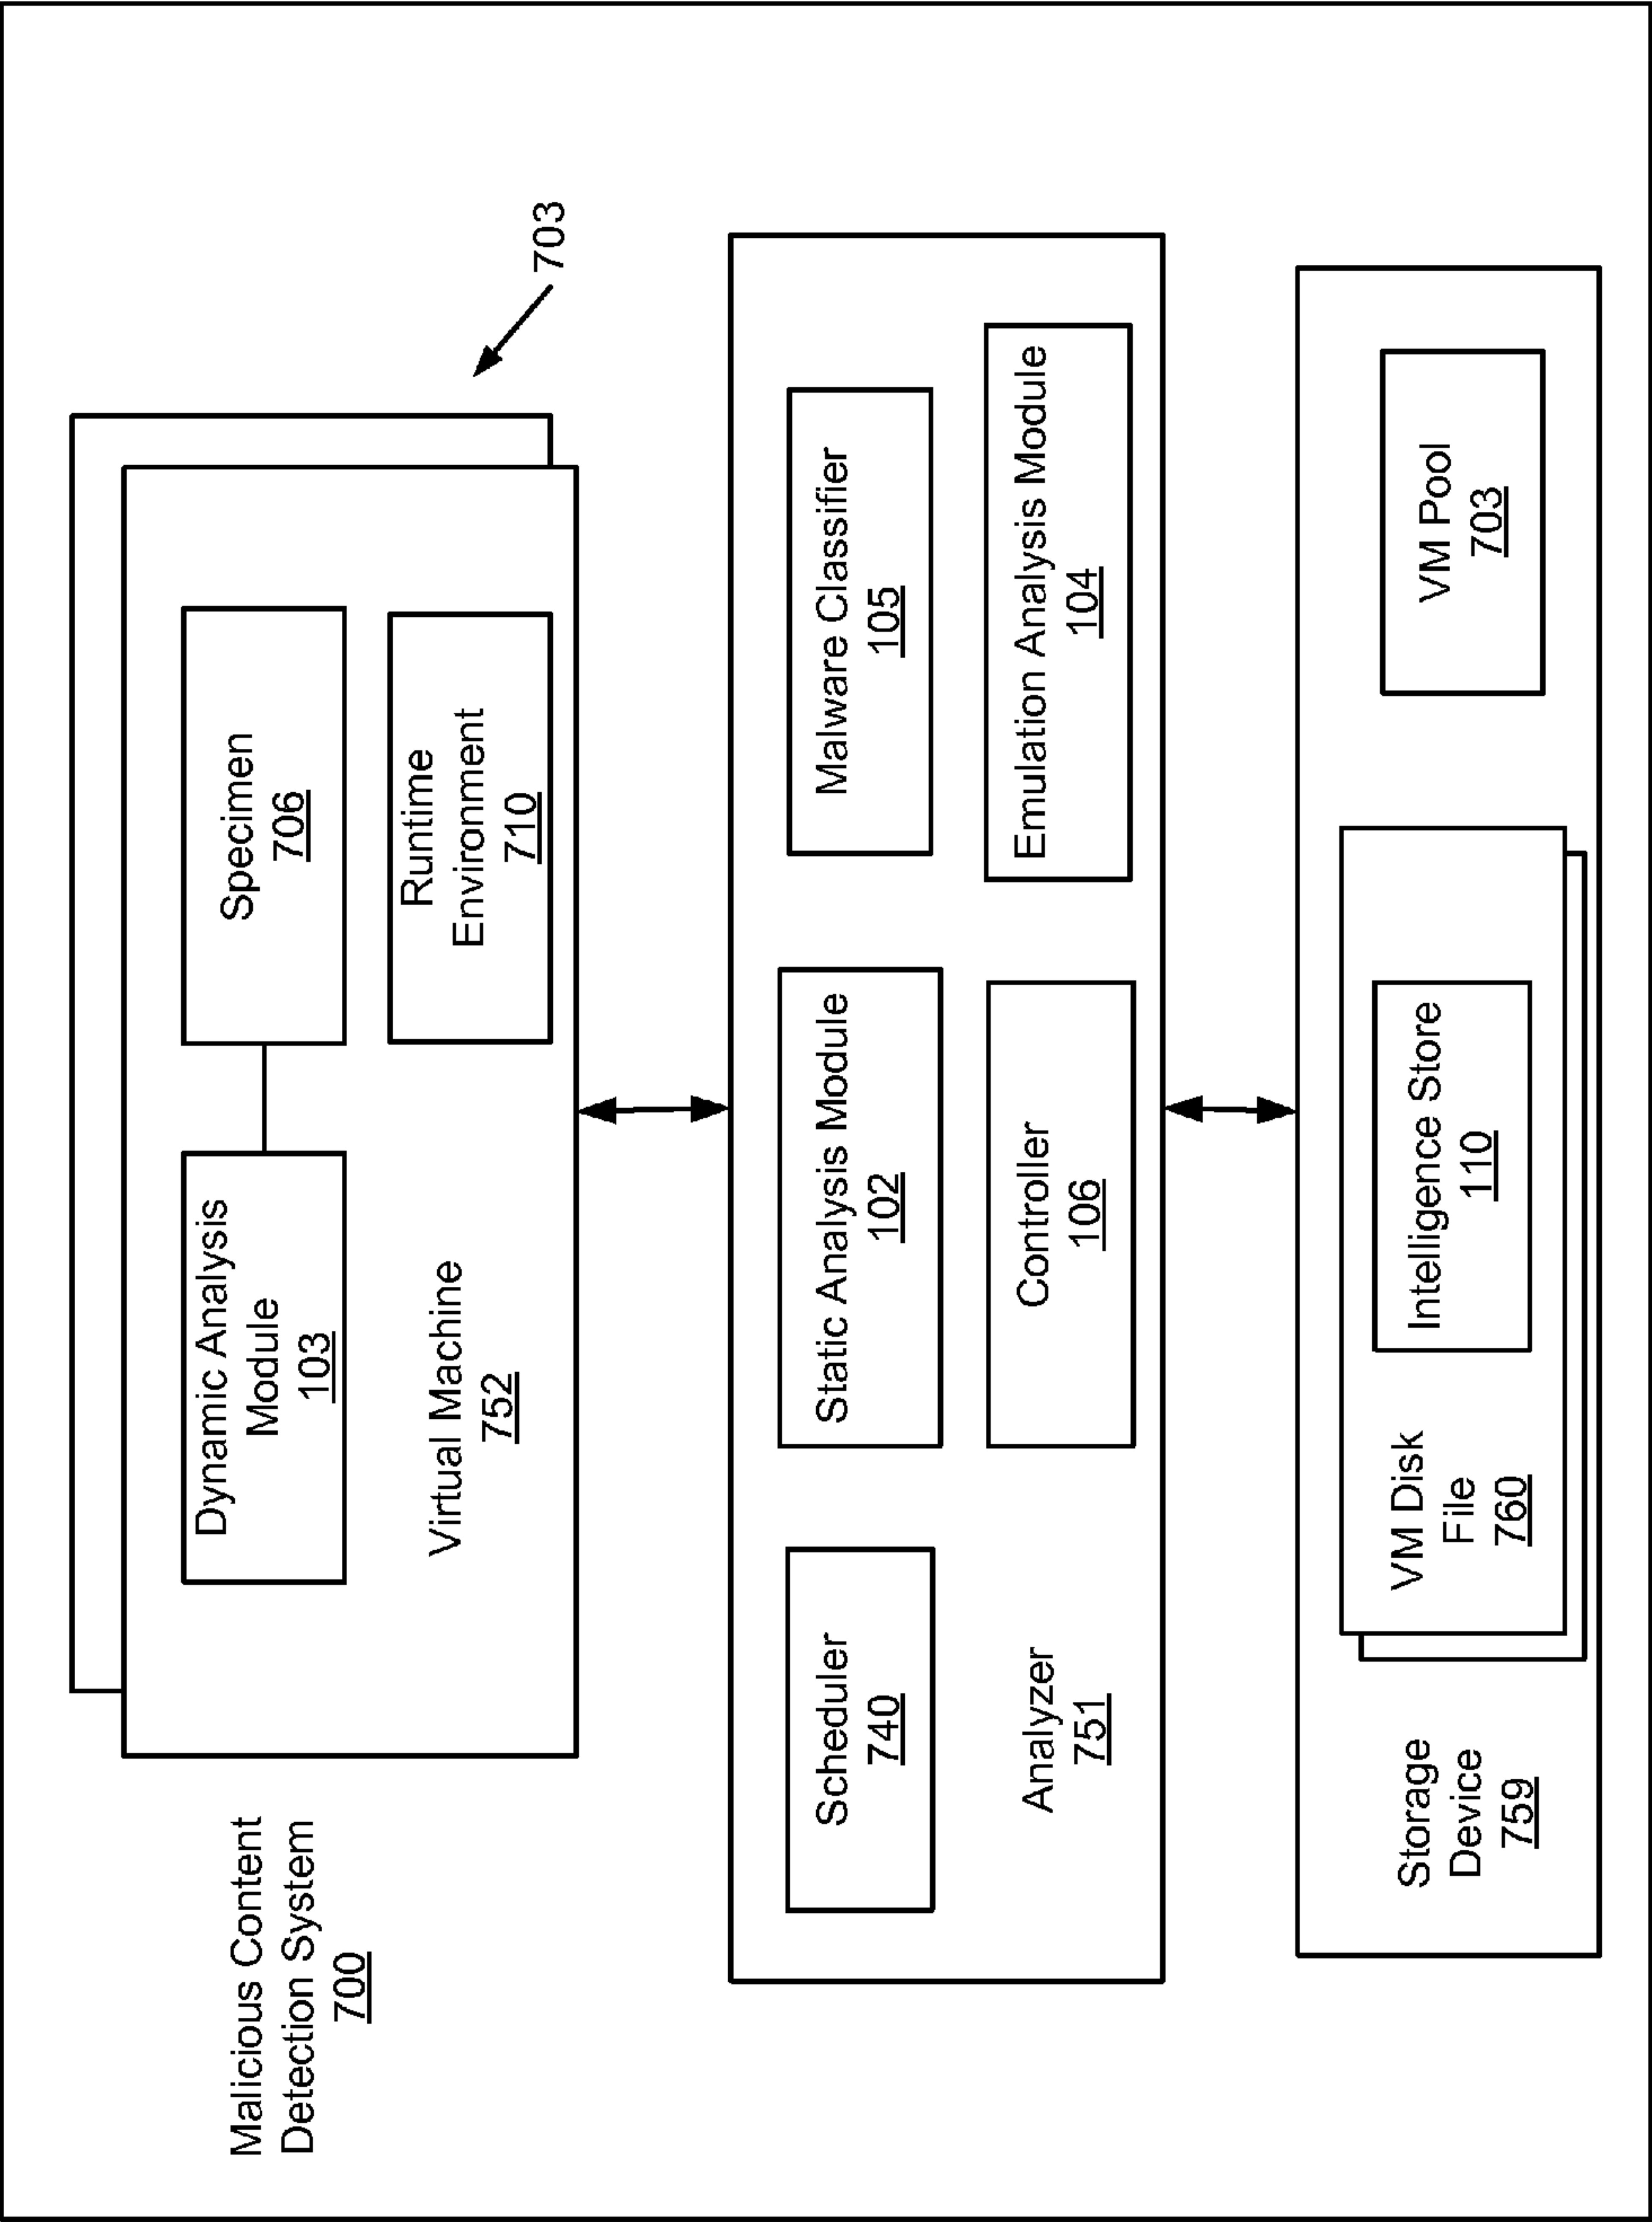 Malicious Content
Detection System
700
Dynamic Analysis
Module
103
Specimen
706
Virtual Machine
752
Runtime
Environment
710
703
Scheduler
740
Static Analysis Module
102
Malware Classifier
105
Analyzer
751
Controller
106
Emulation Analysis Module
104
Storage
Device
759
VM Disk
File
760
Intelligence Store
110
VM Pool
703